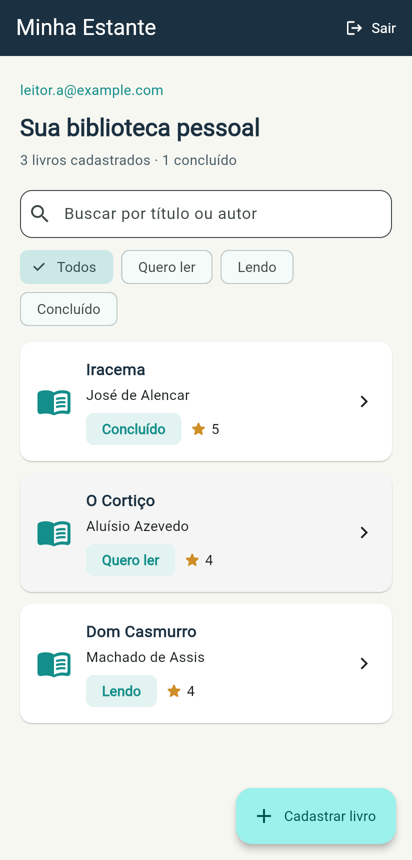 Minha Estante
Sair
leitor.a@example.com
Sua biblioteca pessoal
3 livros cadastrados · 1 concluído
Buscar por título ou autor
Todos
Quero ler
Lendo
Concluído
Iracema
José de Alencar
Concluído
5
O Cortiço
Aluísio Azevedo
Quero ler
4
Dom Casmurro
Machado de Assis
Lendo
4
Cadastrar livro